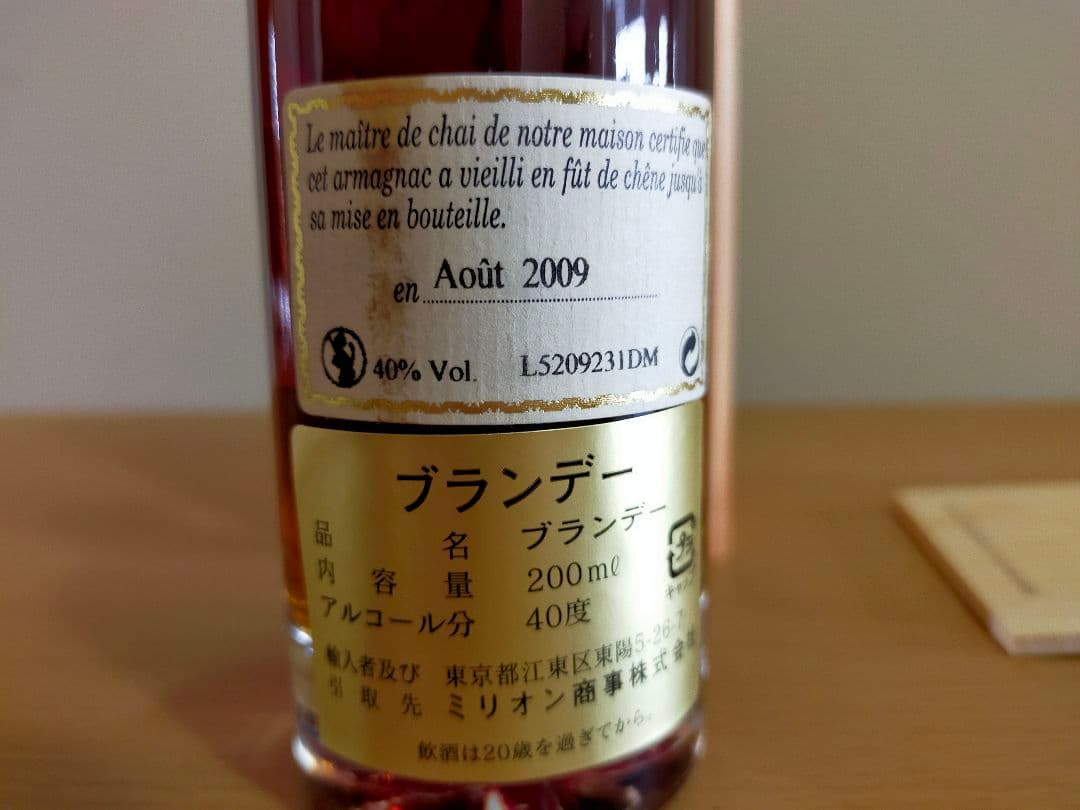 Le maître de chai de notre maison certifie que
cet armagnac a vieilli en fût de chêne jusqu'à
sa mise en bouteille.
en Août 2009
40% Vol. L5209231DM
ブランデー
品名 ブランデー
内容量 200mℓ
アルコール分 40度
輸入者及び 東京都江東区東陽5-26-7
引取先 ミリオン商事株式会社
飲酒は20歳を過ぎてから。